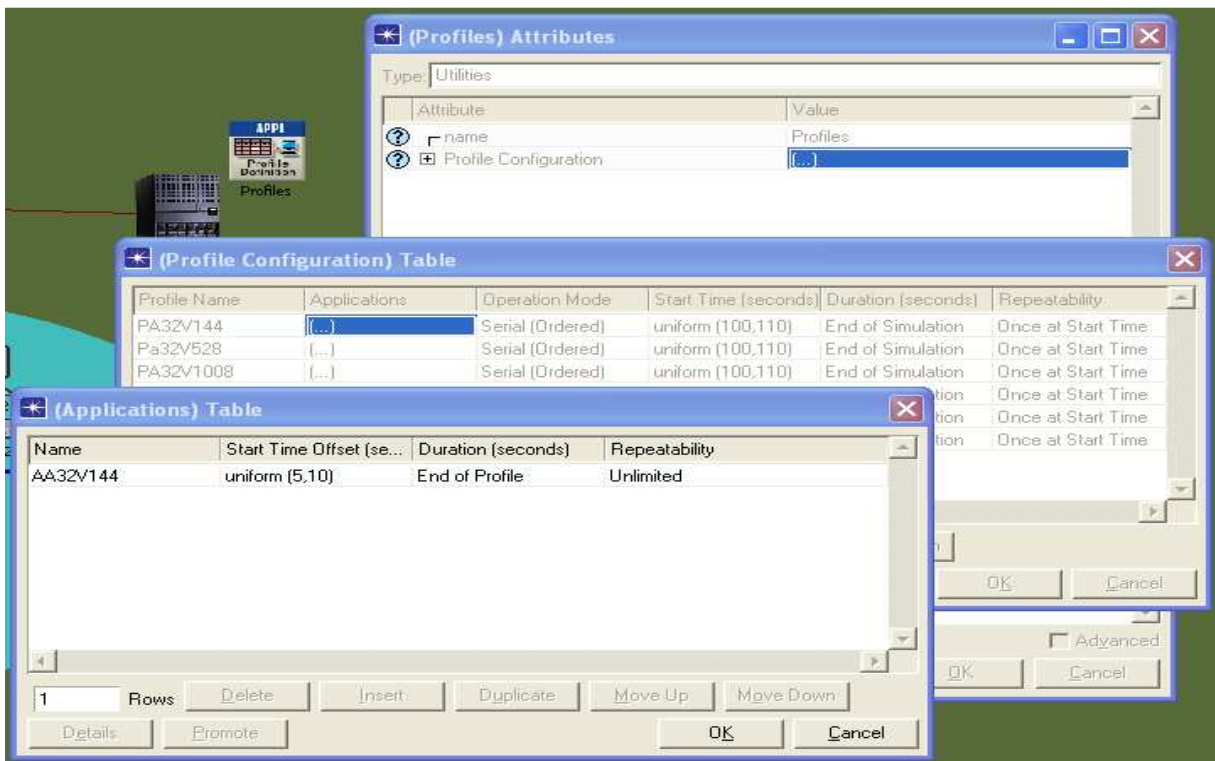 (Profiles) Attributes
Type: Utilities
Attribute Value
name Profiles
Profile Configuration (...)
APPl
Profile
Definition
Profiles
(Profile Configuration) Table
Profile Name Applications Operation Mode Start Time (seconds) Duration (seconds) Repeatability
PA32V144 (...) Serial (Ordered) uniform (100,110) End of Simulation Once at Start Time
Pa32V528 (...) Serial (Ordered) uniform (100,110) End of Simulation Once at Start Time
PA32V1008 (...) Serial (Ordered) uniform (100,110) End of Simulation Once at Start Time
tion Once at Start Time
tion Once at Start Time
tion Once at Start Time
OK Cancel
Advanced
OK Cancel
(Applications) Table
Name Start Time Offset (se... Duration (seconds) Repeatability
AA32V144 uniform (5,10) End of Profile Unlimited
1 Rows Delete Insert Duplicate Move Up Move Down
Details Promote OK Cancel